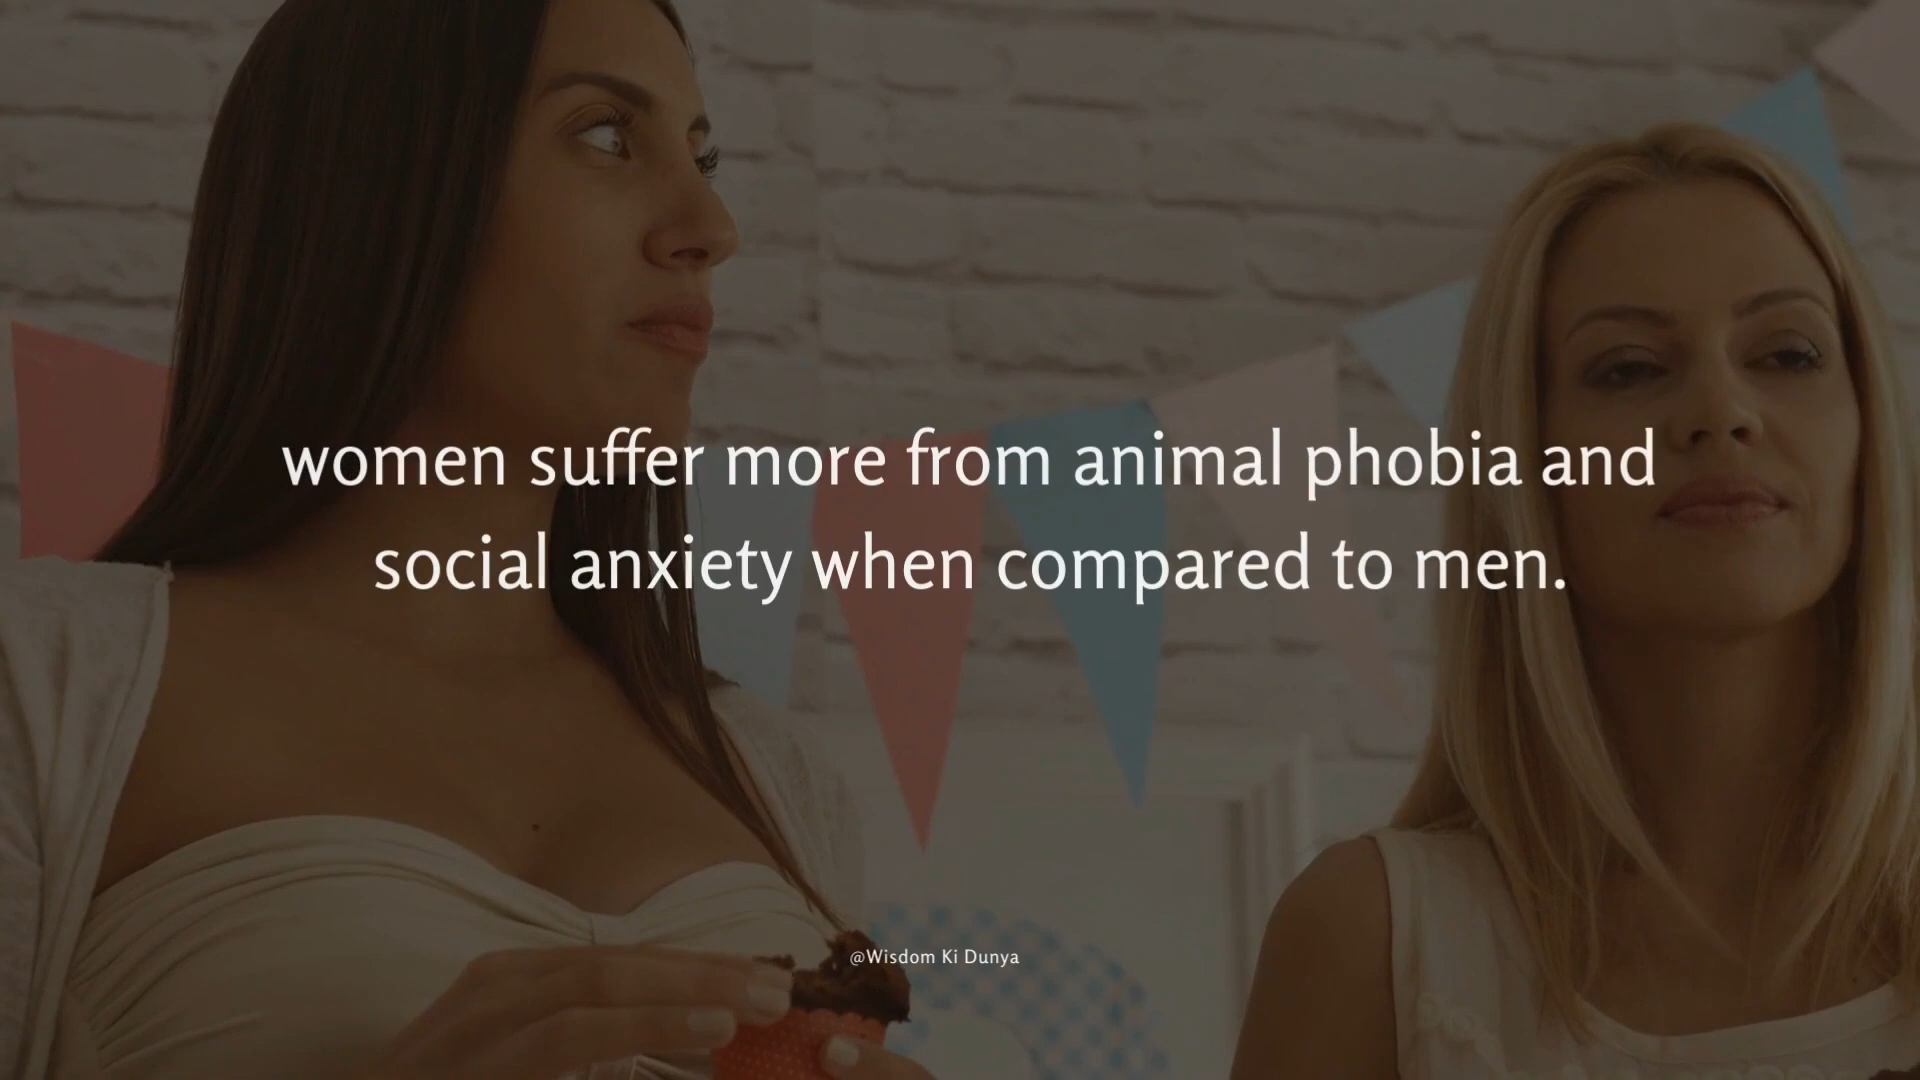 women suffer more from animal phobia and
social anxiety when compared to men.
@Wisdom Ki Dunya